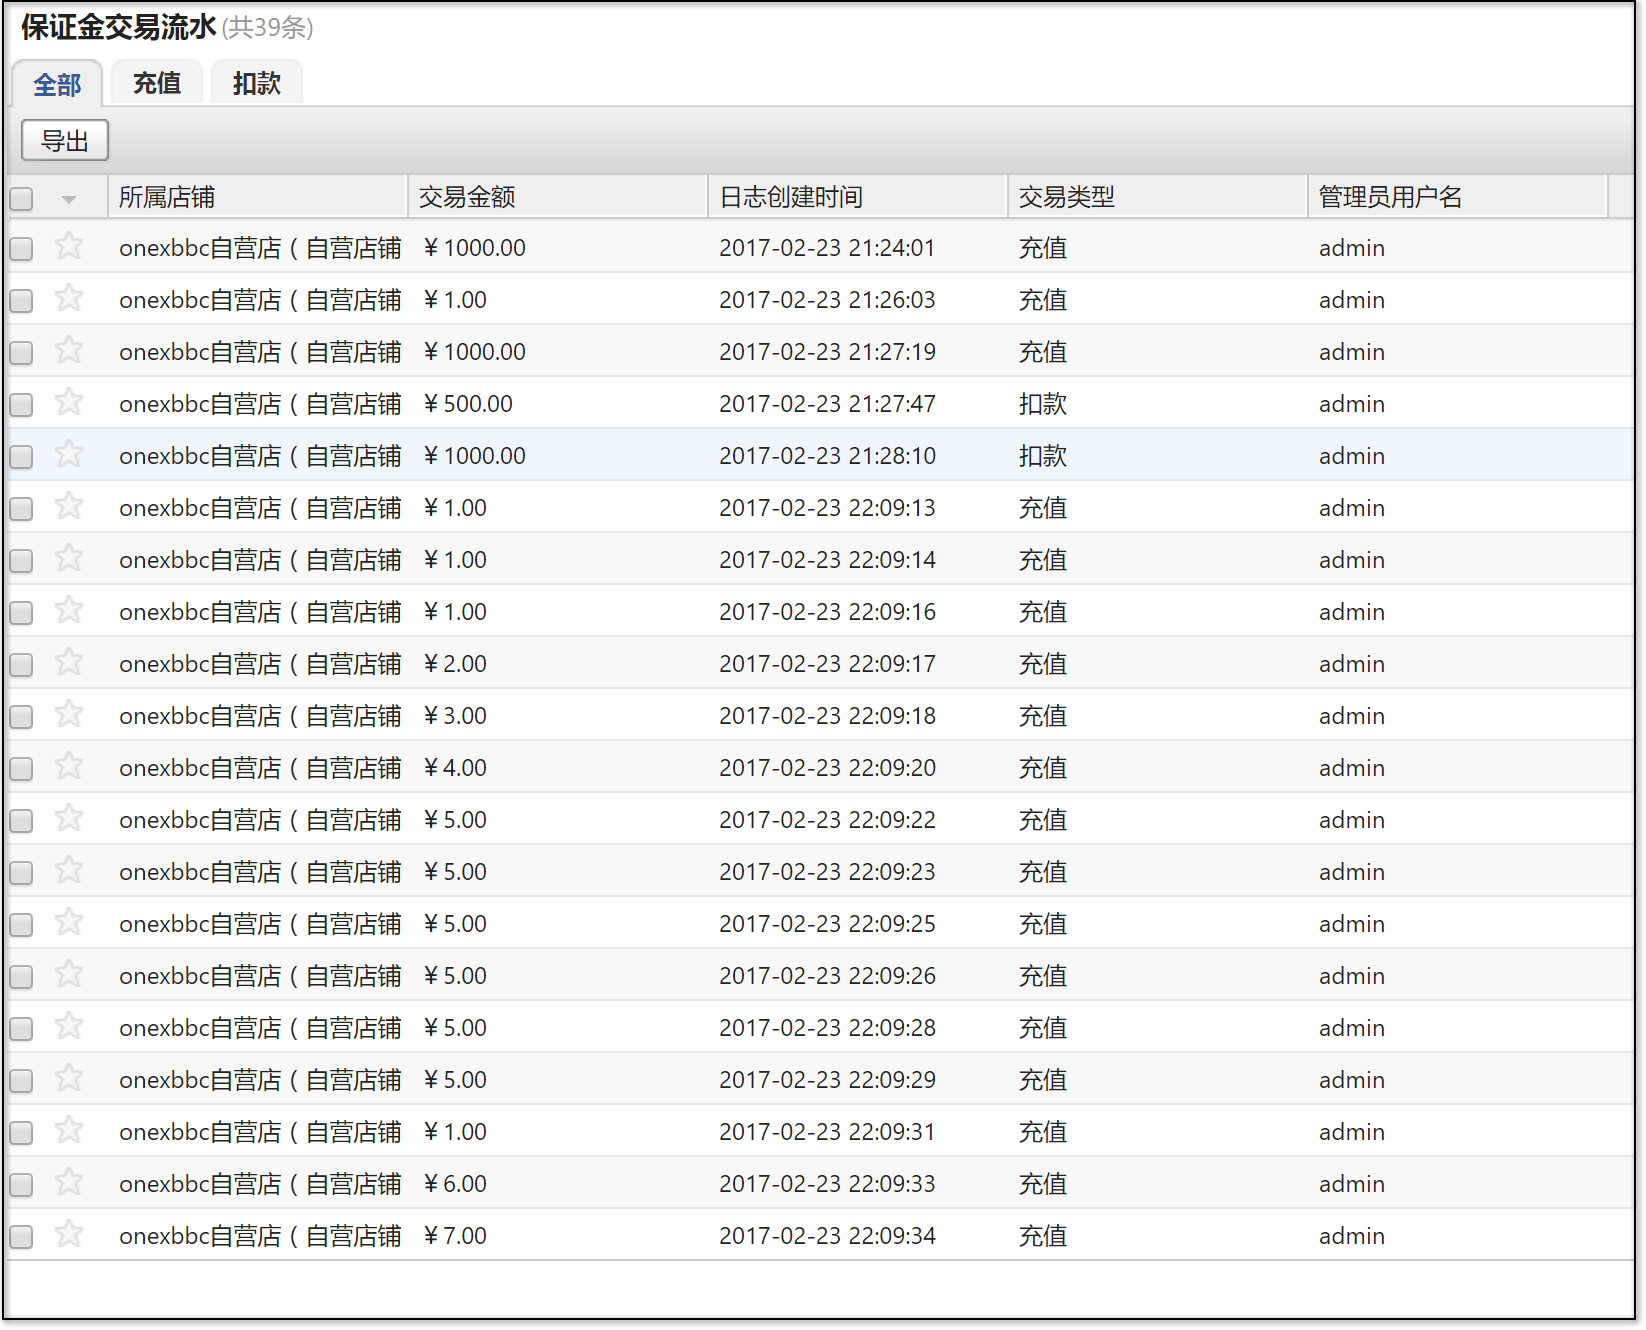 保证金交易流水(共39条)
全部 充值 扣款
导出
所属店铺 交易金额 日志创建时间 交易类型 管理员用户名
onexbbc自营店（自营店铺 ¥1000.00 2017-02-23 21:24:01 充值 admin
onexbbc自营店（自营店铺 ¥1.00 2017-02-23 21:26:03 充值 admin
onexbbc自营店（自营店铺 ¥1000.00 2017-02-23 21:27:19 充值 admin
onexbbc自营店（自营店铺 ¥500.00 2017-02-23 21:27:47 扣款 admin
onexbbc自营店（自营店铺 ¥1000.00 2017-02-23 21:28:10 扣款 admin
onexbbc自营店（自营店铺 ¥1.00 2017-02-23 22:09:13 充值 admin
onexbbc自营店（自营店铺 ¥1.00 2017-02-23 22:09:14 充值 admin
onexbbc自营店（自营店铺 ¥1.00 2017-02-23 22:09:16 充值 admin
onexbbc自营店（自营店铺 ¥2.00 2017-02-23 22:09:17 充值 admin
onexbbc自营店（自营店铺 ¥3.00 2017-02-23 22:09:18 充值 admin
onexbbc自营店（自营店铺 ¥4.00 2017-02-23 22:09:20 充值 admin
onexbbc自营店（自营店铺 ¥5.00 2017-02-23 22:09:22 充值 admin
onexbbc自营店（自营店铺 ¥5.00 2017-02-23 22:09:23 充值 admin
onexbbc自营店（自营店铺 ¥5.00 2017-02-23 22:09:25 充值 admin
onexbbc自营店（自营店铺 ¥5.00 2017-02-23 22:09:26 充值 admin
onexbbc自营店（自营店铺 ¥5.00 2017-02-23 22:09:28 充值 admin
onexbbc自营店（自营店铺 ¥5.00 2017-02-23 22:09:29 充值 admin
onexbbc自营店（自营店铺 ¥1.00 2017-02-23 22:09:31 充值 admin
onexbbc自营店（自营店铺 ¥6.00 2017-02-23 22:09:33 充值 admin
onexbbc自营店（自营店铺 ¥7.00 2017-02-23 22:09:34 充值 admin